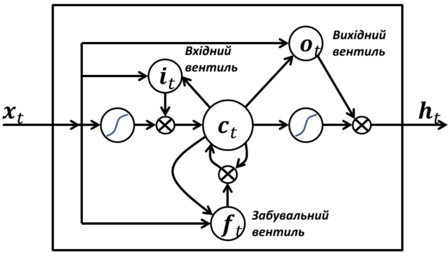 Вхідний
вентиль
Вихідний
вентиль
o_t
i_t
x_t
c_t
h_t
f_t
Забувальний
вентиль